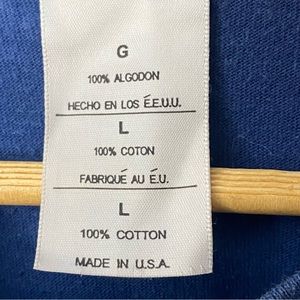 G
100% ALGODON
HECHO EN LOS É.E.U.U.
L
100% COTON
FABRIQUÉ AU É.U.
L
100% COTTON
MADE IN U.S.A.